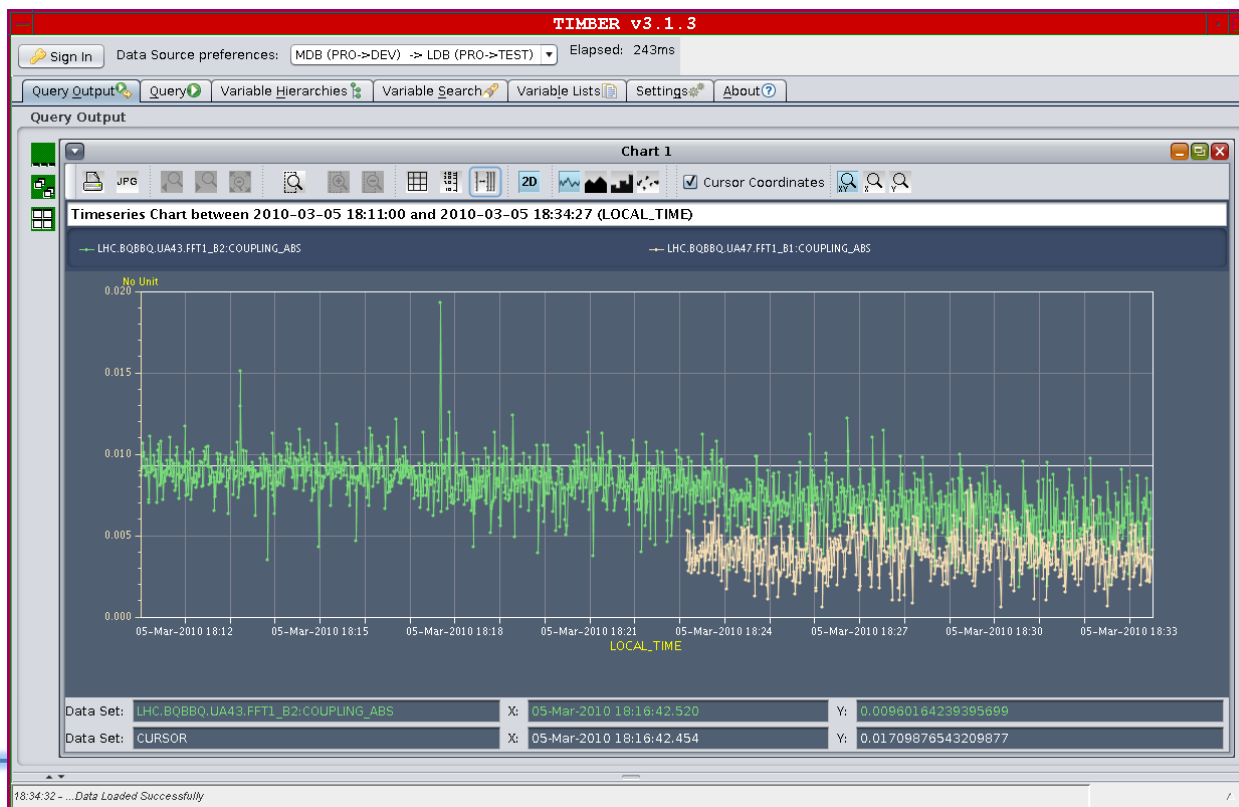 TIMBER v3.1.3
Sign In Data Source preferences: MDB (PRO->DEV) -> LDB (PRO->TEST) Elapsed: 243ms
Query Output Query Variable Hierarchies Variable Search Variable Lists Settings About
Query Output
Chart 1
JPG 2D Cursor Coordinates XY X Y
Timeseries Chart between 2010-03-05 18:11:00 and 2010-03-05 18:34:27 (LOCAL_TIME)
LHC.BQBBQ.UA43.FFT1_B2:COUPLING_ABS LHC.BQBBQ.UA47.FFT1_B1:COUPLING_ABS
No Unit
0.020
0.015
0.010
0.005
0.000
05-Mar-2010 18:12 05-Mar-2010 18:15 05-Mar-2010 18:18 05-Mar-2010 18:21 05-Mar-2010 18:24 05-Mar-2010 18:27 05-Mar-2010 18:30 05-Mar-2010 18:33
LOCAL_TIME
Data Set: LHC.BQBBQ.UA43.FFT1_B2:COUPLING_ABS X: 05-Mar-2010 18:16:42.520 Y: 0.00960164239395699
Data Set: CURSOR X: 05-Mar-2010 18:16:42.454 Y: 0.01709876543209877
18:34:32 - ...Data Loaded Successfully /